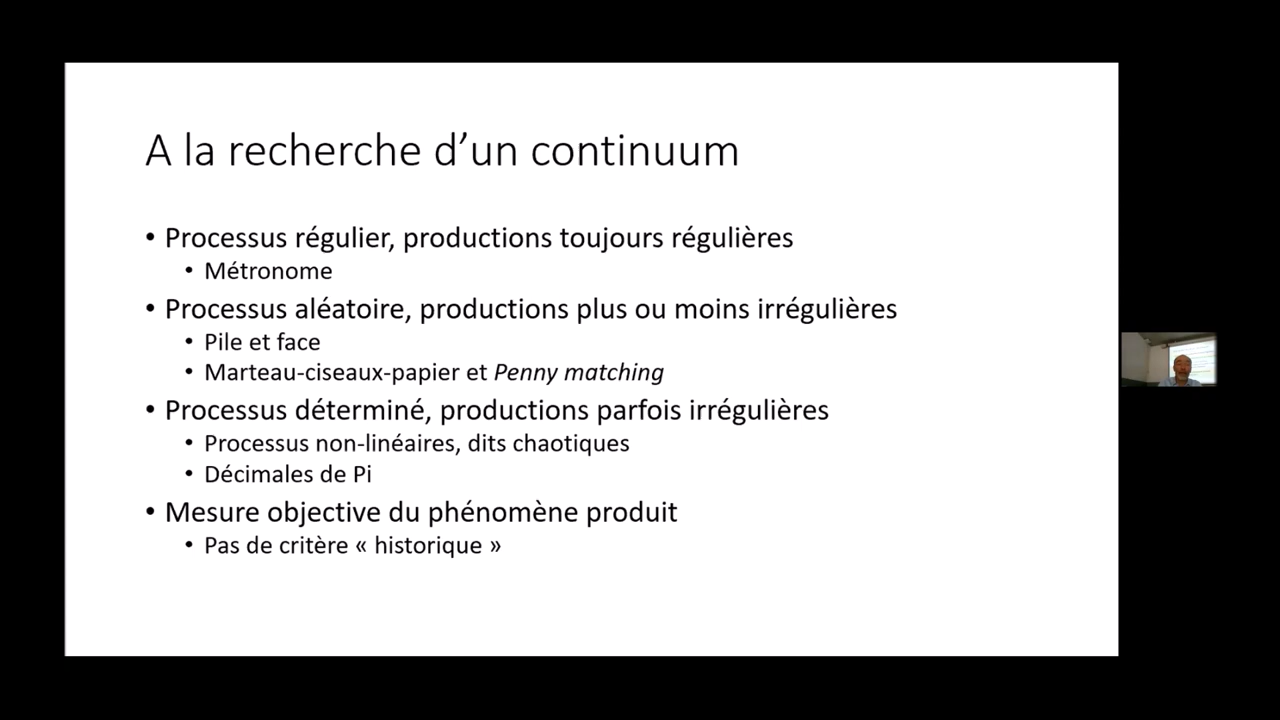 A la recherche d’un continuum
• Processus régulier, productions toujours régulières
• Métronome
• Processus aléatoire, productions plus ou moins irrégulières
• Pile et face
• Marteau-ciseaux-papier et Penny matching
• Processus déterminé, productions parfois irrégulières
• Processus non-linéaires, dits chaotiques
• Décimales de Pi
• Mesure objective du phénomène produit
• Pas de critère « historique »